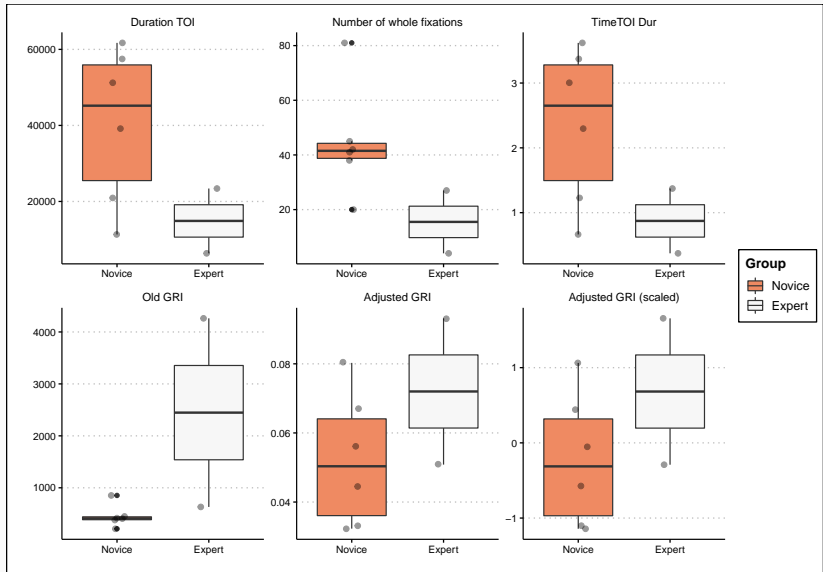 Duration TOI
Number of whole fixations
TimeTOI Dur
60000
40000
20000
80
60
40
20
3
2
1
Novice
Expert
Novice
Expert
Novice
Expert
Group
Novice
Expert
Old GRI
Adjusted GRI
Adjusted GRI (scaled)
4000
3000
2000
1000
0.08
0.06
0.04
1
0
−1
Novice
Expert
Novice
Expert
Novice
Expert